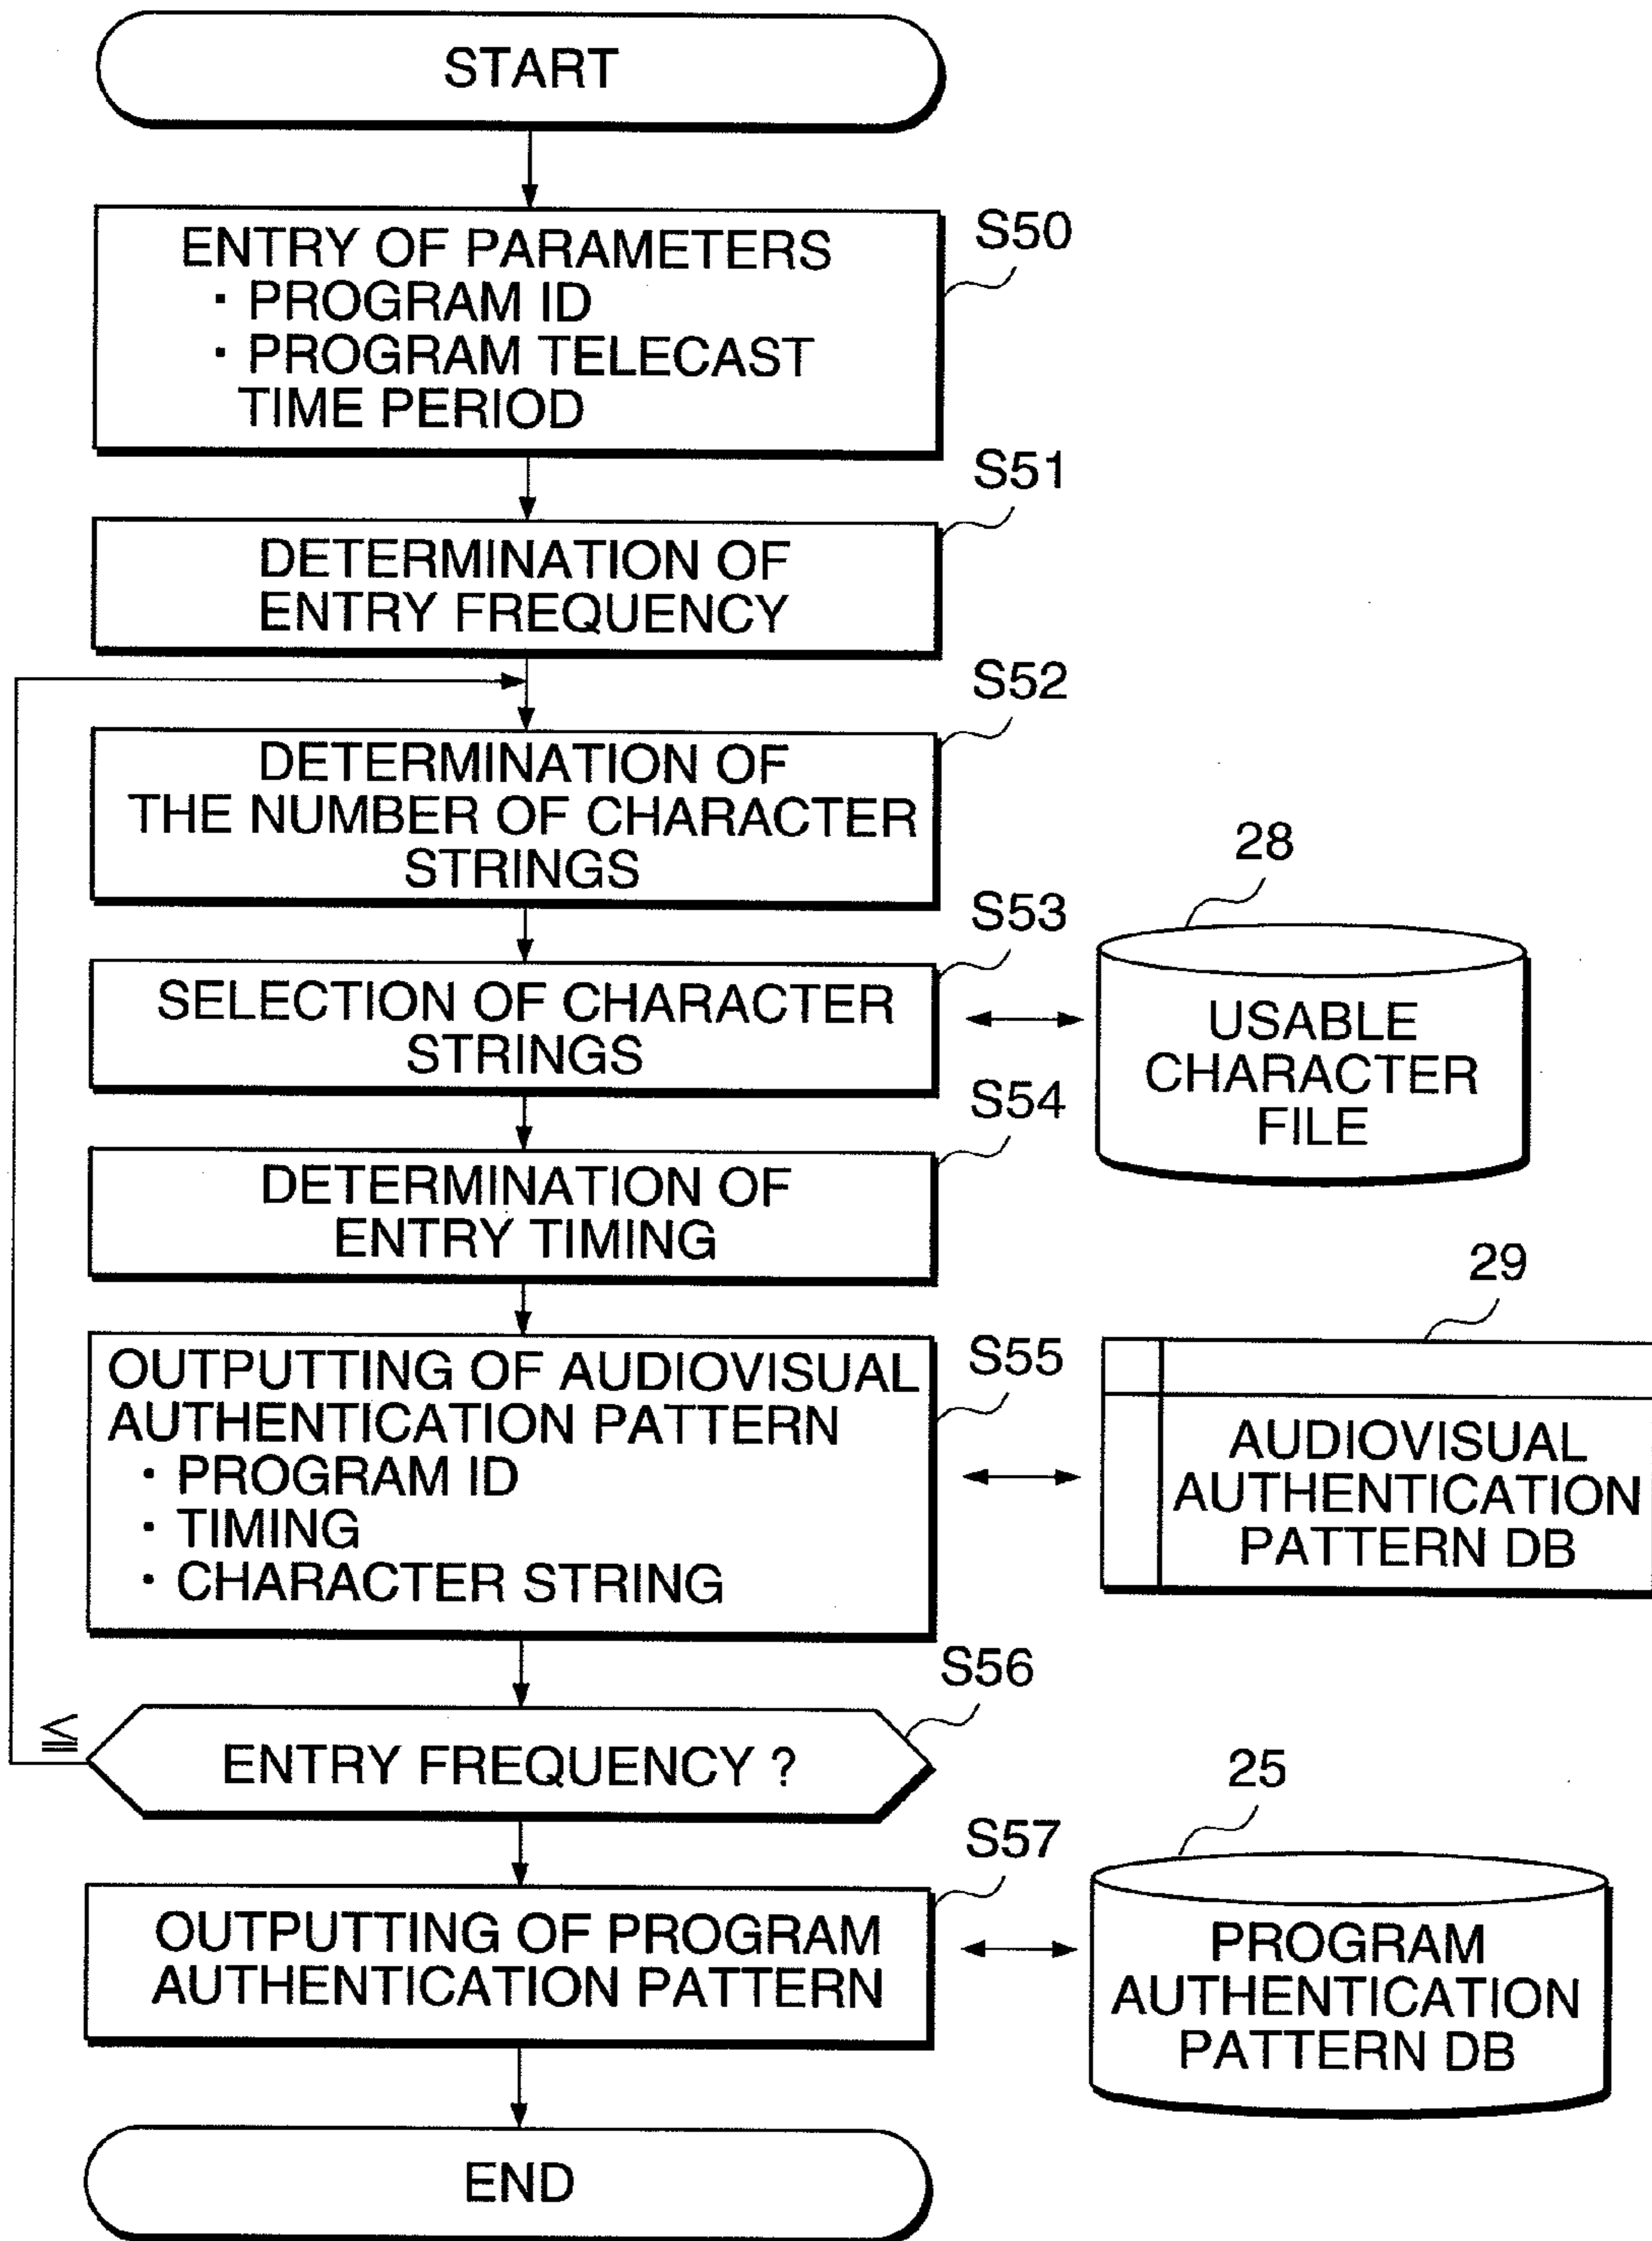 START
ENTRY OF PARAMETERS
・PROGRAM ID
・PROGRAM TELECAST
TIME PERIOD
S50
DETERMINATION OF
ENTRY FREQUENCY
S51
DETERMINATION OF
THE NUMBER OF CHARACTER
STRINGS
S52
SELECTION OF CHARACTER
STRINGS
S53
28
USABLE
CHARACTER
FILE
DETERMINATION OF
ENTRY TIMING
S54
OUTPUTTING OF AUDIOVISUAL
AUTHENTICATION PATTERN
・PROGRAM ID
・TIMING
・CHARACTER STRING
S55
29
AUDIOVISUAL
AUTHENTICATION
PATTERN DB
≦
ENTRY FREQUENCY ?
S56
OUTPUTTING OF PROGRAM
AUTHENTICATION PATTERN
S57
25
PROGRAM
AUTHENTICATION
PATTERN DB
END